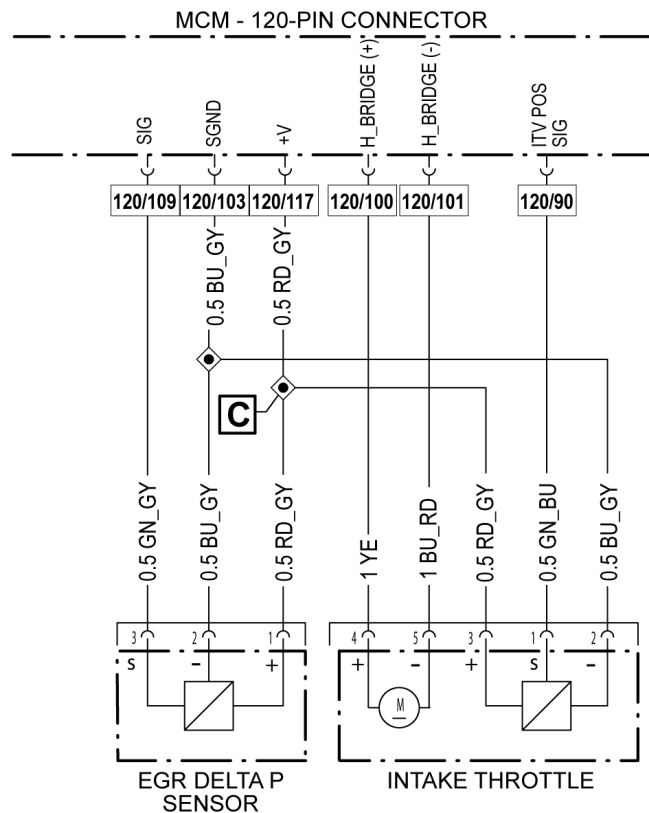 MCM - 120-PIN CONNECTOR
SIG
SGND
+V
H_BRIDGE (+)
H_BRIDGE (-)
ITV POS
SIG
120/109
120/103
120/117
120/100
120/101
120/90
0.5 BU_GY
0.5 RD_GY
C
0.5 GN_GY
0.5 BU_GY
0.5 RD_GY
1 YE
1 BU_RD
0.5 RD_GY
0.5 GN_BU
0.5 BU_GY
3 2 1 4 5 3 1 2
S - + + - + S -
M
EGR DELTA P
SENSOR
INTAKE THROTTLE